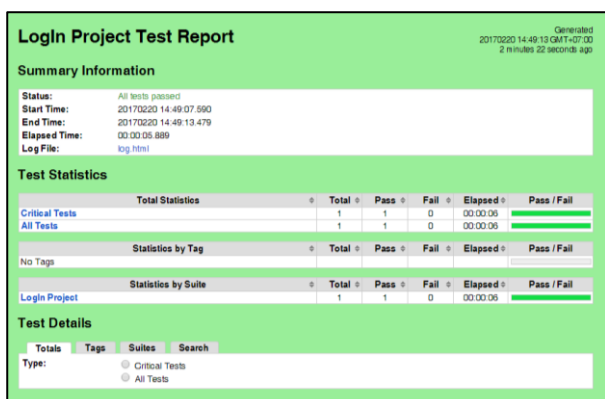 LogIn Project Test Report
Generated
20170220 14:49:13 GMT+07:00
2 minutes 22 seconds ago
Summary Information
Status: All tests passed
Start Time: 20170220 14:49:07.590
End Time: 20170220 14:49:13.479
Elapsed Time: 00:00:05.889
Log File: log.html
Test Statistics
Total Statistics Total Pass Fail Elapsed Pass / Fail
Critical Tests 1 1 0 00:00:06
All Tests 1 1 0 00:00:06
Statistics by Tag Total Pass Fail Elapsed Pass / Fail
No Tags
Statistics by Suite Total Pass Fail Elapsed Pass / Fail
LogIn Project 1 1 0 00:00:06
Test Details
Totals Tags Suites Search
Type: Critical Tests
All Tests